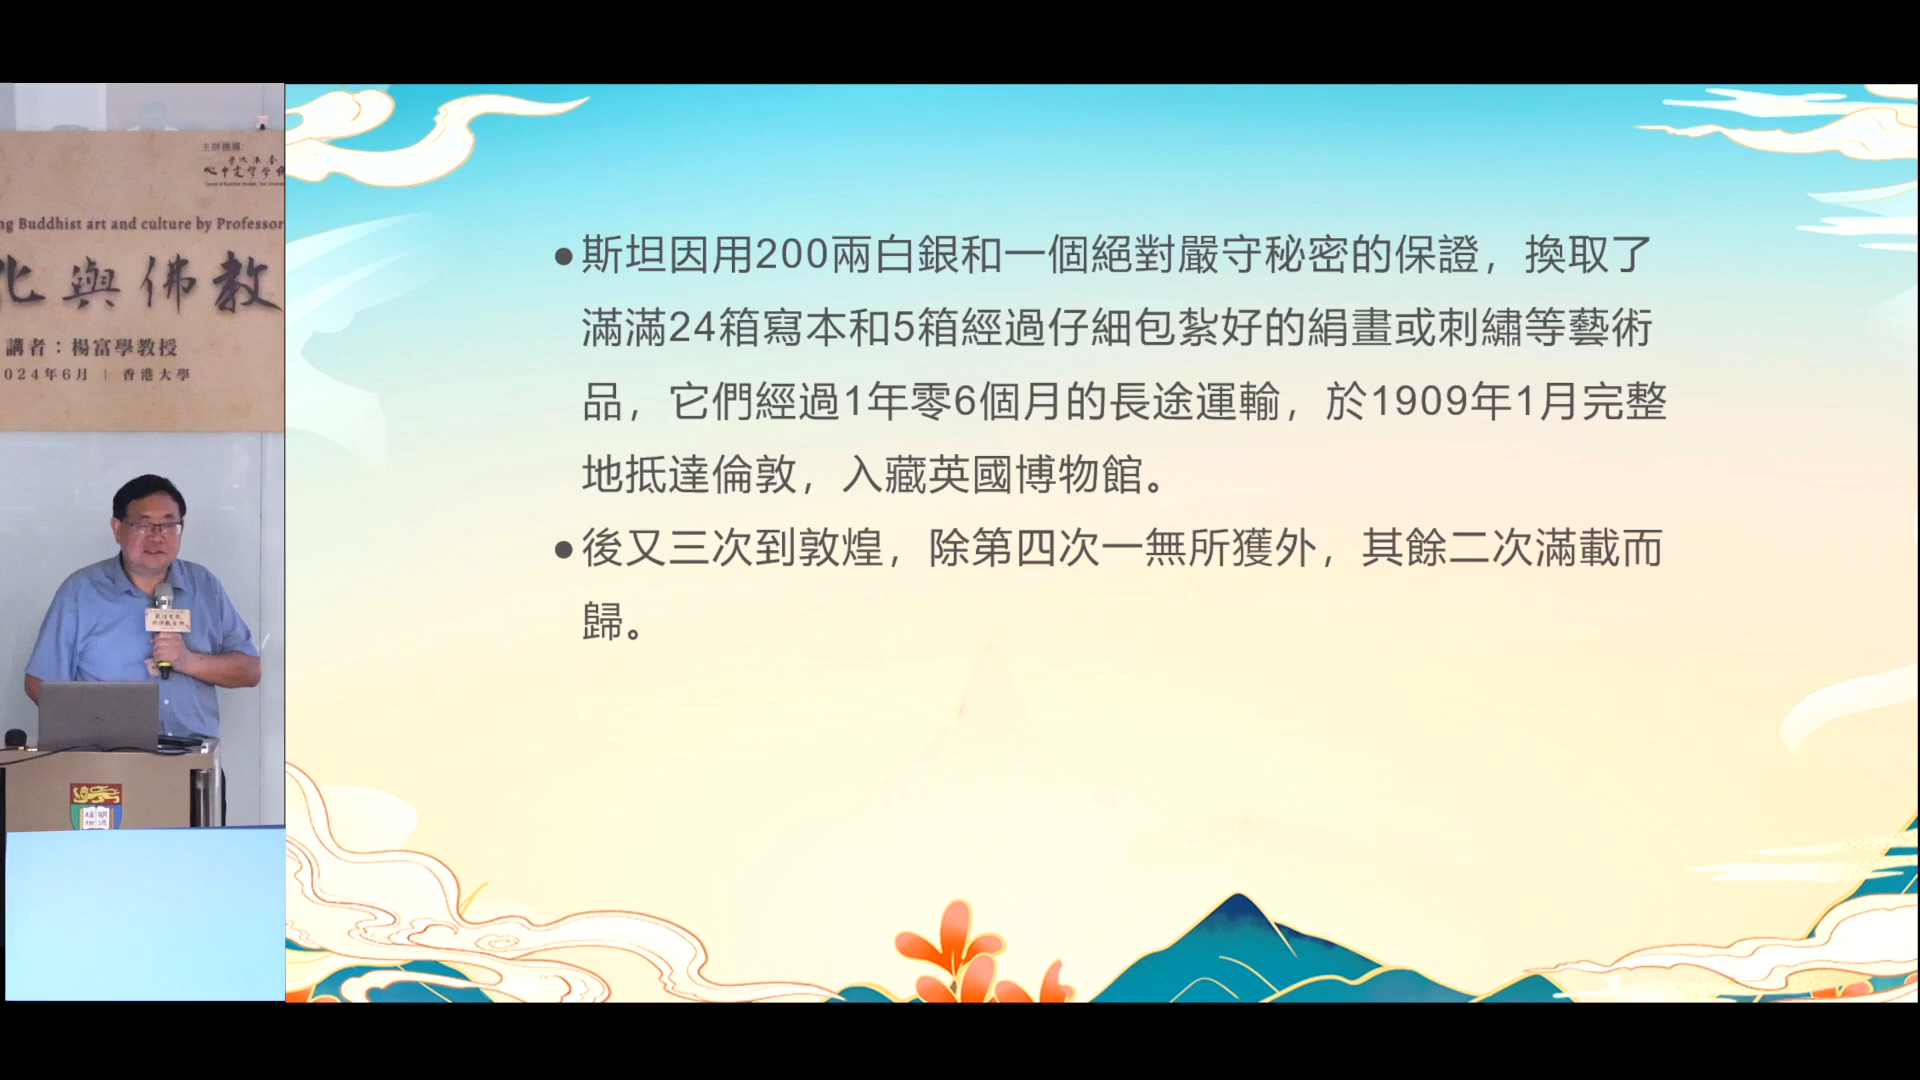 主辦機構:
ng Buddhist art and culture by Professor
化與佛教
講者：楊富學教授
024年6月 | 香港大學
●斯坦因用200兩白銀和一個絕對嚴守秘密的保證，換取了
滿滿24箱寫本和5箱經過仔細包紮好的絹畫或刺繡等藝術
品，它們經過1年零6個月的長途運輸，於1909年1月完整
地抵達倫敦，入藏英國博物館。
●後又三次到敦煌，除第四次一無所獲外，其餘二次滿載而
歸。